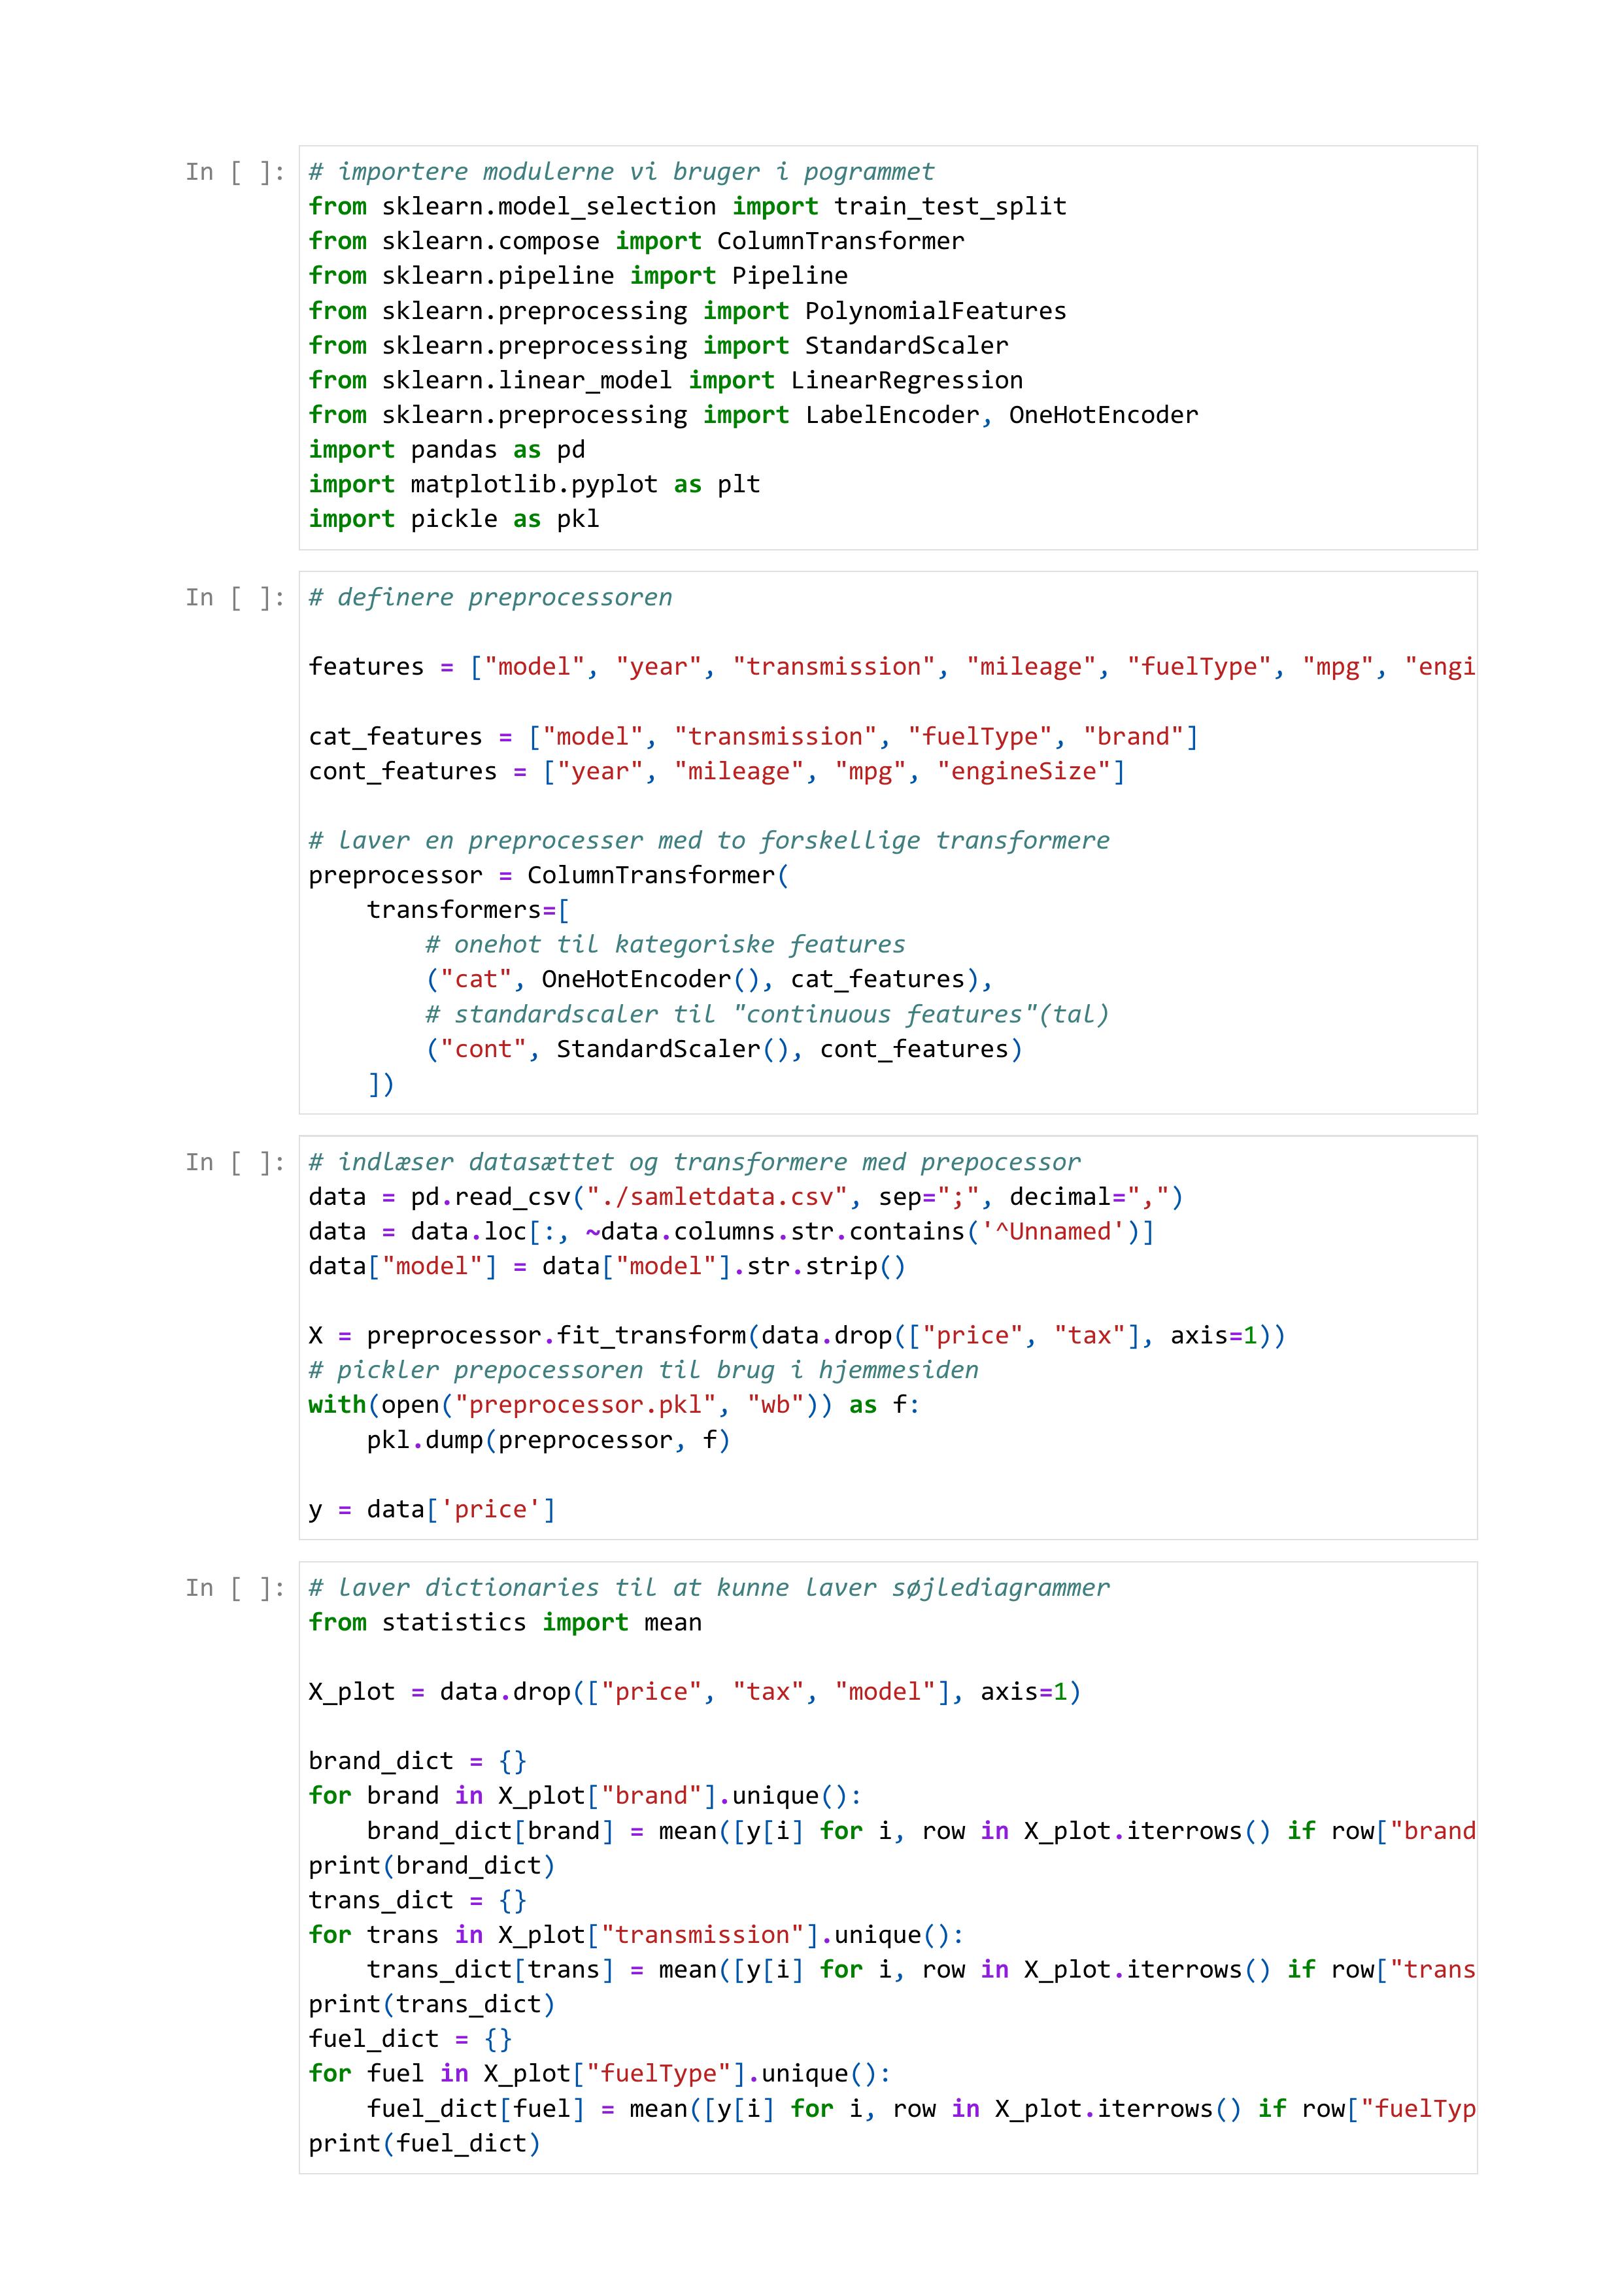 In [ ]: # importere modulerne vi bruger i pogrammet
from sklearn.model_selection import train_test_split
from sklearn.compose import ColumnTransformer
from sklearn.pipeline import Pipeline
from sklearn.preprocessing import PolynomialFeatures
from sklearn.preprocessing import StandardScaler
from sklearn.linear_model import LinearRegression
from sklearn.preprocessing import LabelEncoder, OneHotEncoder
import pandas as pd
import matplotlib.pyplot as plt
import pickle as pkl
In [ ]: # definere preprocessoren
features = ["model", "year", "transmission", "mileage", "fuelType", "mpg", "engi
cat_features = ["model", "transmission", "fuelType", "brand"]
cont_features = ["year", "mileage", "mpg", "engineSize"]
# laver en preprocesser med to forskellige transformere
preprocessor = ColumnTransformer(
    transformers=[
        # onehot til kategoriske features
        ("cat", OneHotEncoder(), cat_features),
        # standardscaler til "continuous features"(tal)
        ("cont", StandardScaler(), cont_features)
    ])
In [ ]: # indlæser datasættet og transformere med prepocessor
data = pd.read_csv("./samletdata.csv", sep=";", decimal=",")
data = data.loc[:, ~data.columns.str.contains('^Unnamed')]
data["model"] = data["model"].str.strip()
X = preprocessor.fit_transform(data.drop(["price", "tax"], axis=1))
# pickler prepocessoren til brug i hjemmesiden
with(open("preprocessor.pkl", "wb")) as f:
    pkl.dump(preprocessor, f)
y = data['price']
In [ ]: # laver dictionaries til at kunne laver søjlediagrammer
from statistics import mean
X_plot = data.drop(["price", "tax", "model"], axis=1)
brand_dict = {}
for brand in X_plot["brand"].unique():
    brand_dict[brand] = mean([y[i] for i, row in X_plot.iterrows() if row["brand
print(brand_dict)
trans_dict = {}
for trans in X_plot["transmission"].unique():
    trans_dict[trans] = mean([y[i] for i, row in X_plot.iterrows() if row["trans
print(trans_dict)
fuel_dict = {}
for fuel in X_plot["fuelType"].unique():
    fuel_dict[fuel] = mean([y[i] for i, row in X_plot.iterrows() if row["fuelTyp
print(fuel_dict)